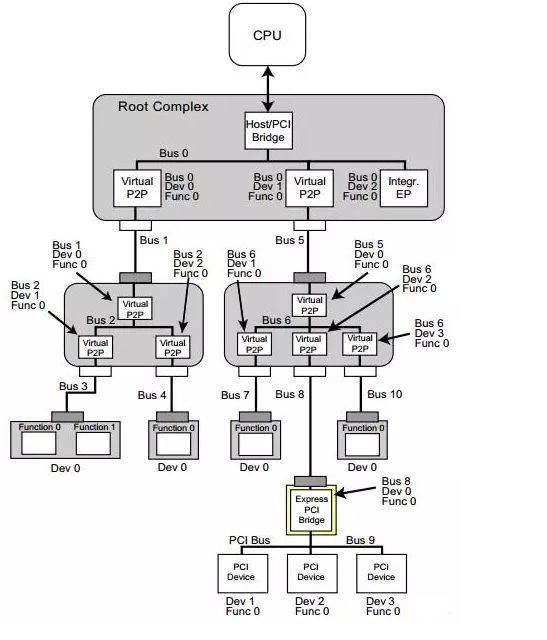 CPU
Root Complex
Host/PCI
Bridge
Bus 0
Virtual
P2P
Bus 0
Dev 0
Func 0
Bus 0
Dev 1
Func 0
Virtual
P2P
Bus 0
Dev 2
Func 0
Integr.
EP
Bus 1
Bus 5
Bus 1
Dev 0
Func 0
Bus 2
Dev 2
Func 0
Bus 6
Dev 1
Func 0
Bus 5
Dev 0
Func 0
Bus 2
Dev 1
Func 0
Bus 6
Dev 2
Func 0
Virtual
P2P
Virtual
P2P
Bus 2
Bus 6
Bus 6
Dev 3
Func 0
Virtual
P2P
Virtual
P2P
Virtual
P2P
Virtual
P2P
Virtual
P2P
Bus 3
Bus 4
Bus 7
Bus 8
Bus 10
Function 0
Function 1
Function 0
Function 0
Function 0
Dev 0
Dev 0
Dev 0
Dev 0
Express
PCI
Bridge
Bus 8
Dev 0
Func 0
PCI Bus
Bus 9
PCI
Device
PCI
Device
PCI
Device
Dev 1
Func 0
Dev 2
Func 0
Dev 3
Func 0